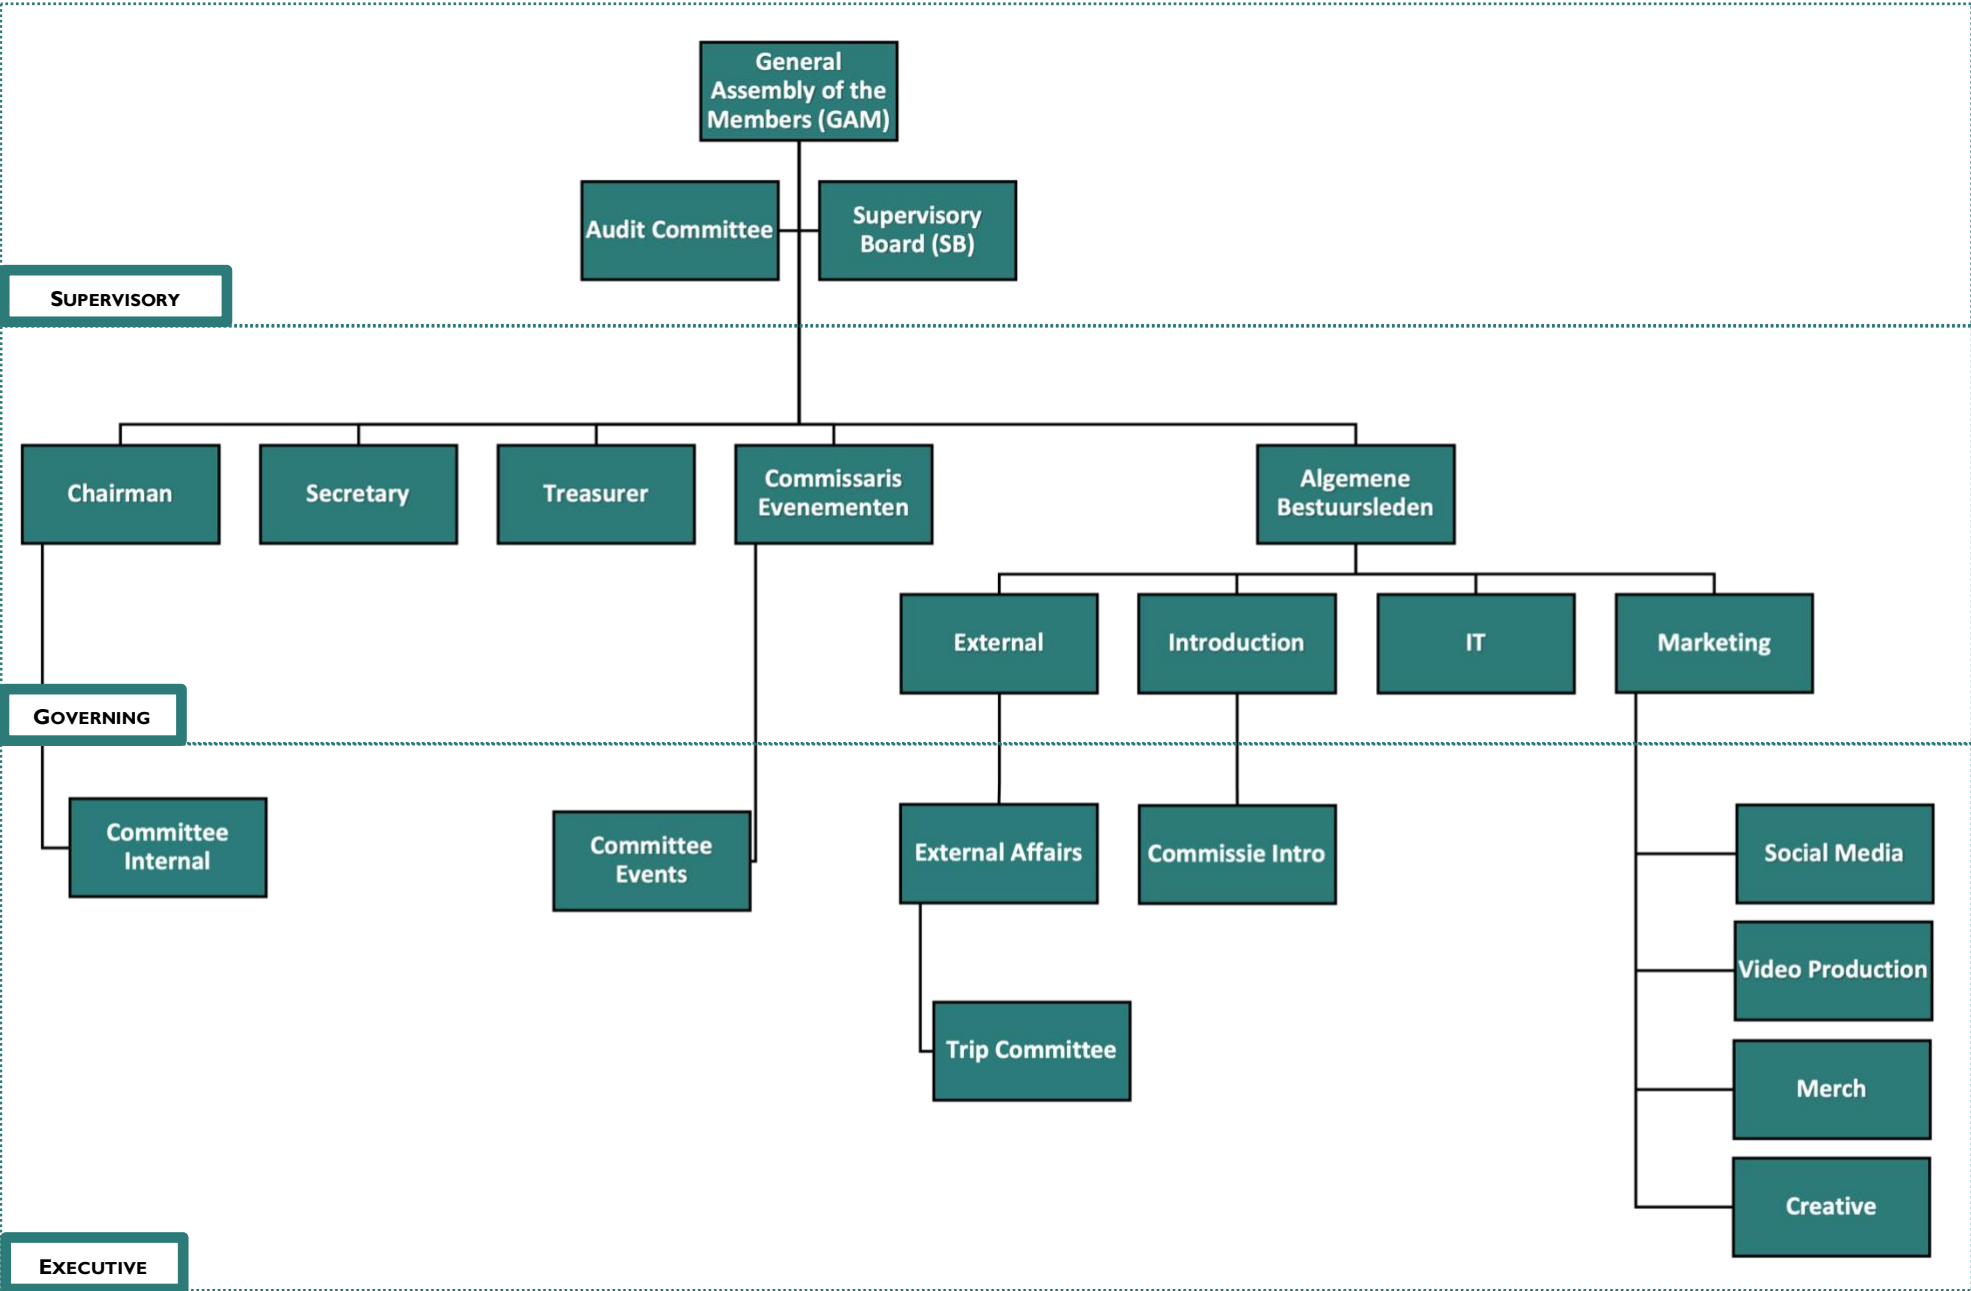 General
Assembly of the
Members (GAM)
Audit Committee
Supervisory
Board (SB)
SUPERVISORY
Chairman
Secretary
Treasurer
Commissaris
Evenementen
Algemene
Bestuursleden
External
Introduction
IT
Marketing
GOVERNING
Committee
Internal
Committee
Events
External Affairs
Commissie Intro
Social Media
Video Production
Trip Committee
Merch
Creative
EXECUTIVE